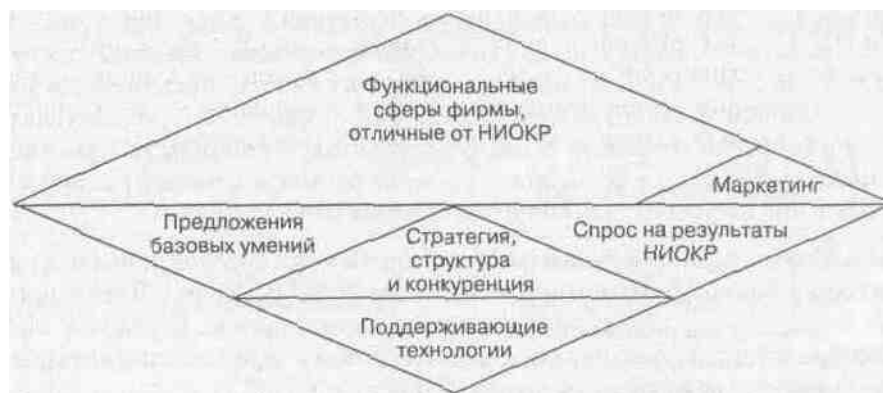 Функциональные
сферы фирмы,
отличные от НИОКР
Маркетинг
Предложения
базовых умений
Стратегия,
структура
и конкуренция
Спрос на результаты
НИОКР
Поддерживающие
технологии